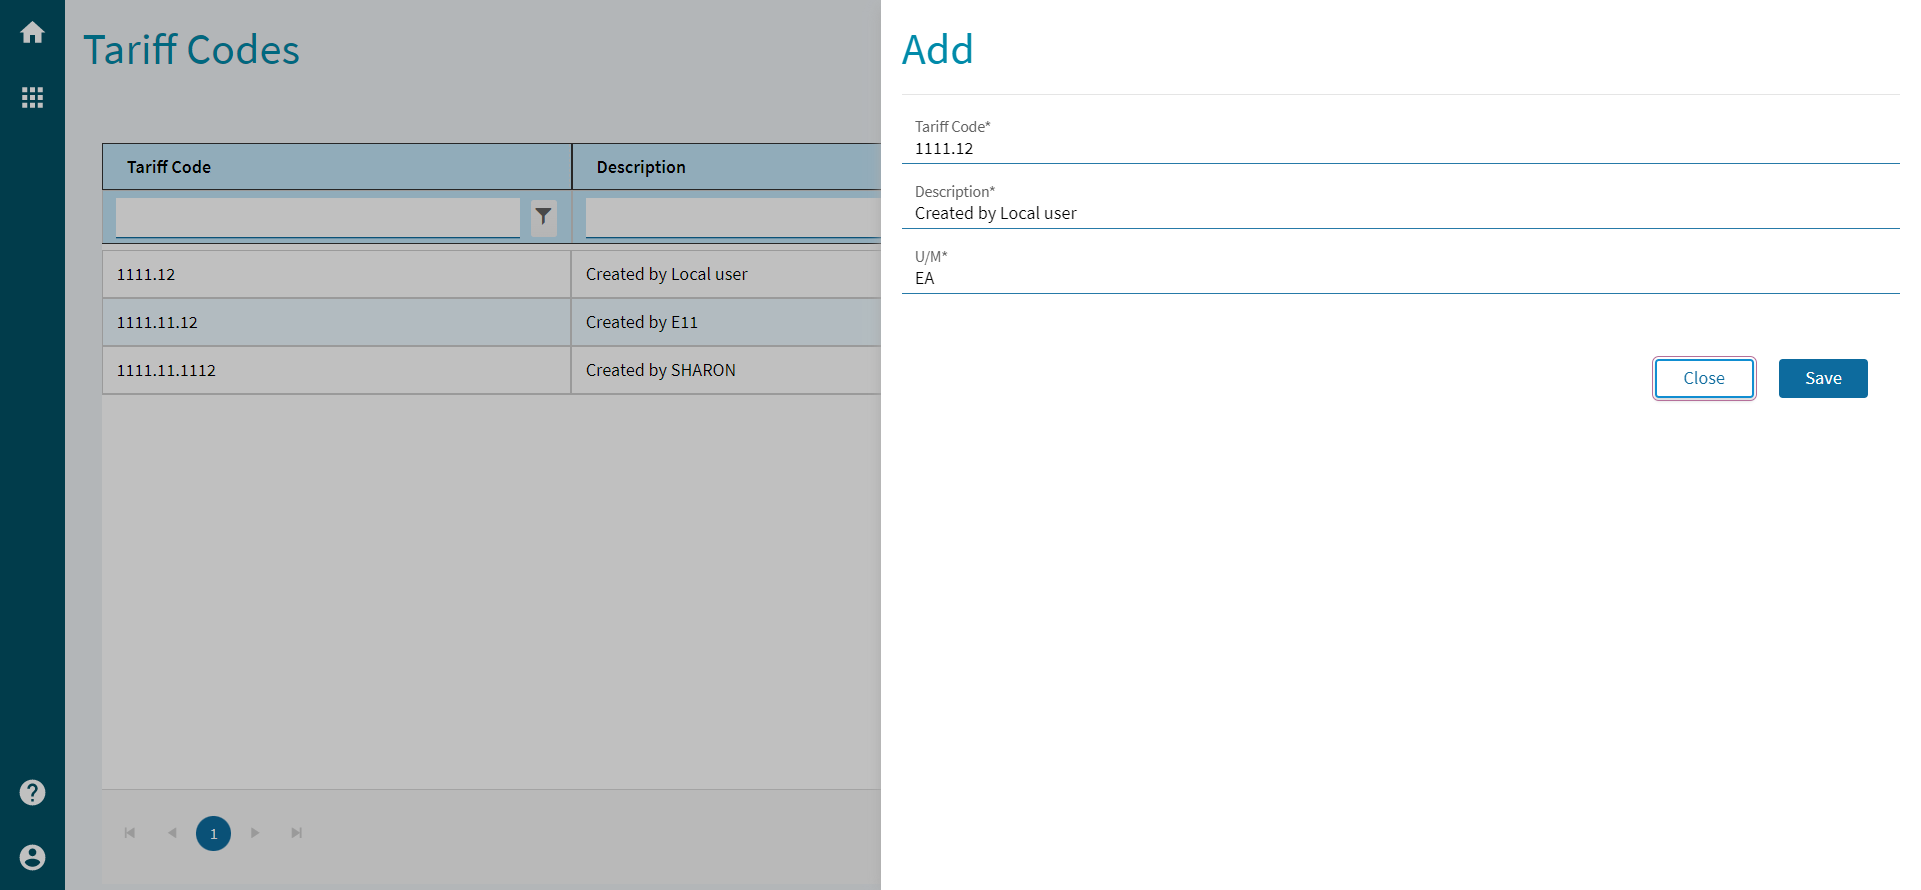 Tariff Codes
Tariff Code Description
1111.12 Created by Local user
1111.11.12 Created by E11
1111.11.1112 Created by SHARON
1
Add
Tariff Code*
1111.12
Description*
Created by Local user
U/M*
EA
Close Save